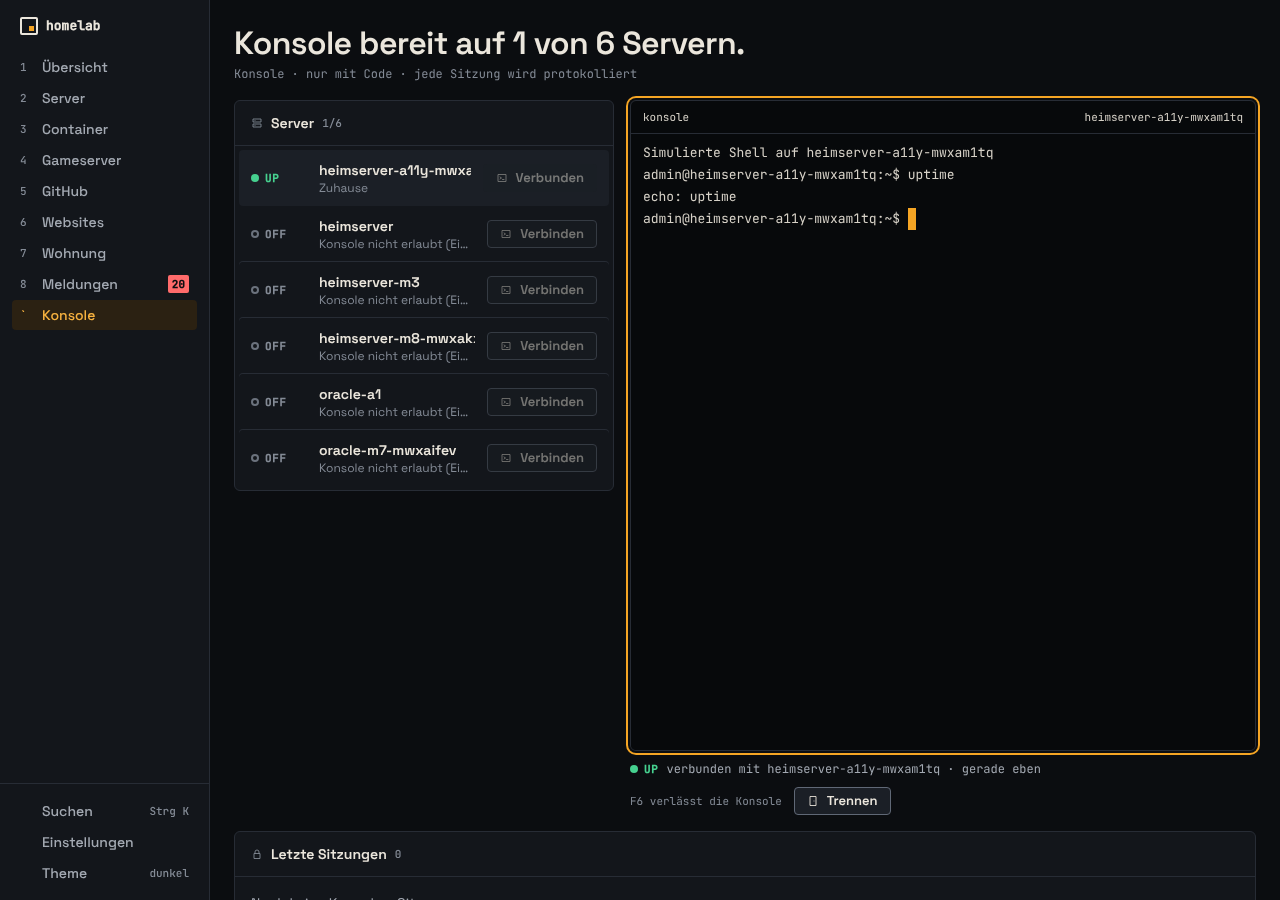 homelab
1 Übersicht
2 Server
3 Container
4 Gameserver
5 GitHub
6 Websites
7 Wohnung
8 Meldungen 20
` Konsole
Suchen Strg K
Einstellungen
Theme dunkel
Konsole bereit auf 1 von 6 Servern.
Konsole · nur mit Code · jede Sitzung wird protokolliert
Server 1/6
UP heimserver-a11y-mwxa Verbunden
Zuhause
OFF heimserver Verbinden
Konsole nicht erlaubt (Ei…
OFF heimserver-m3 Verbinden
Konsole nicht erlaubt (Ei…
OFF heimserver-m8-mwxak Verbinden
Konsole nicht erlaubt (Ei…
OFF oracle-a1 Verbinden
Konsole nicht erlaubt (Ei…
OFF oracle-m7-mwxaifev Verbinden
Konsole nicht erlaubt (Ei…
konsole heimserver-a11y-mwxam1tq
Simulierte Shell auf heimserver-a11y-mwxam1tq
admin@heimserver-a11y-mwxam1tq:~$ uptime
echo: uptime
admin@heimserver-a11y-mwxam1tq:~$
UP verbunden mit heimserver-a11y-mwxam1tq · gerade eben
F6 verlässt die Konsole Trennen
Letzte Sitzungen 0